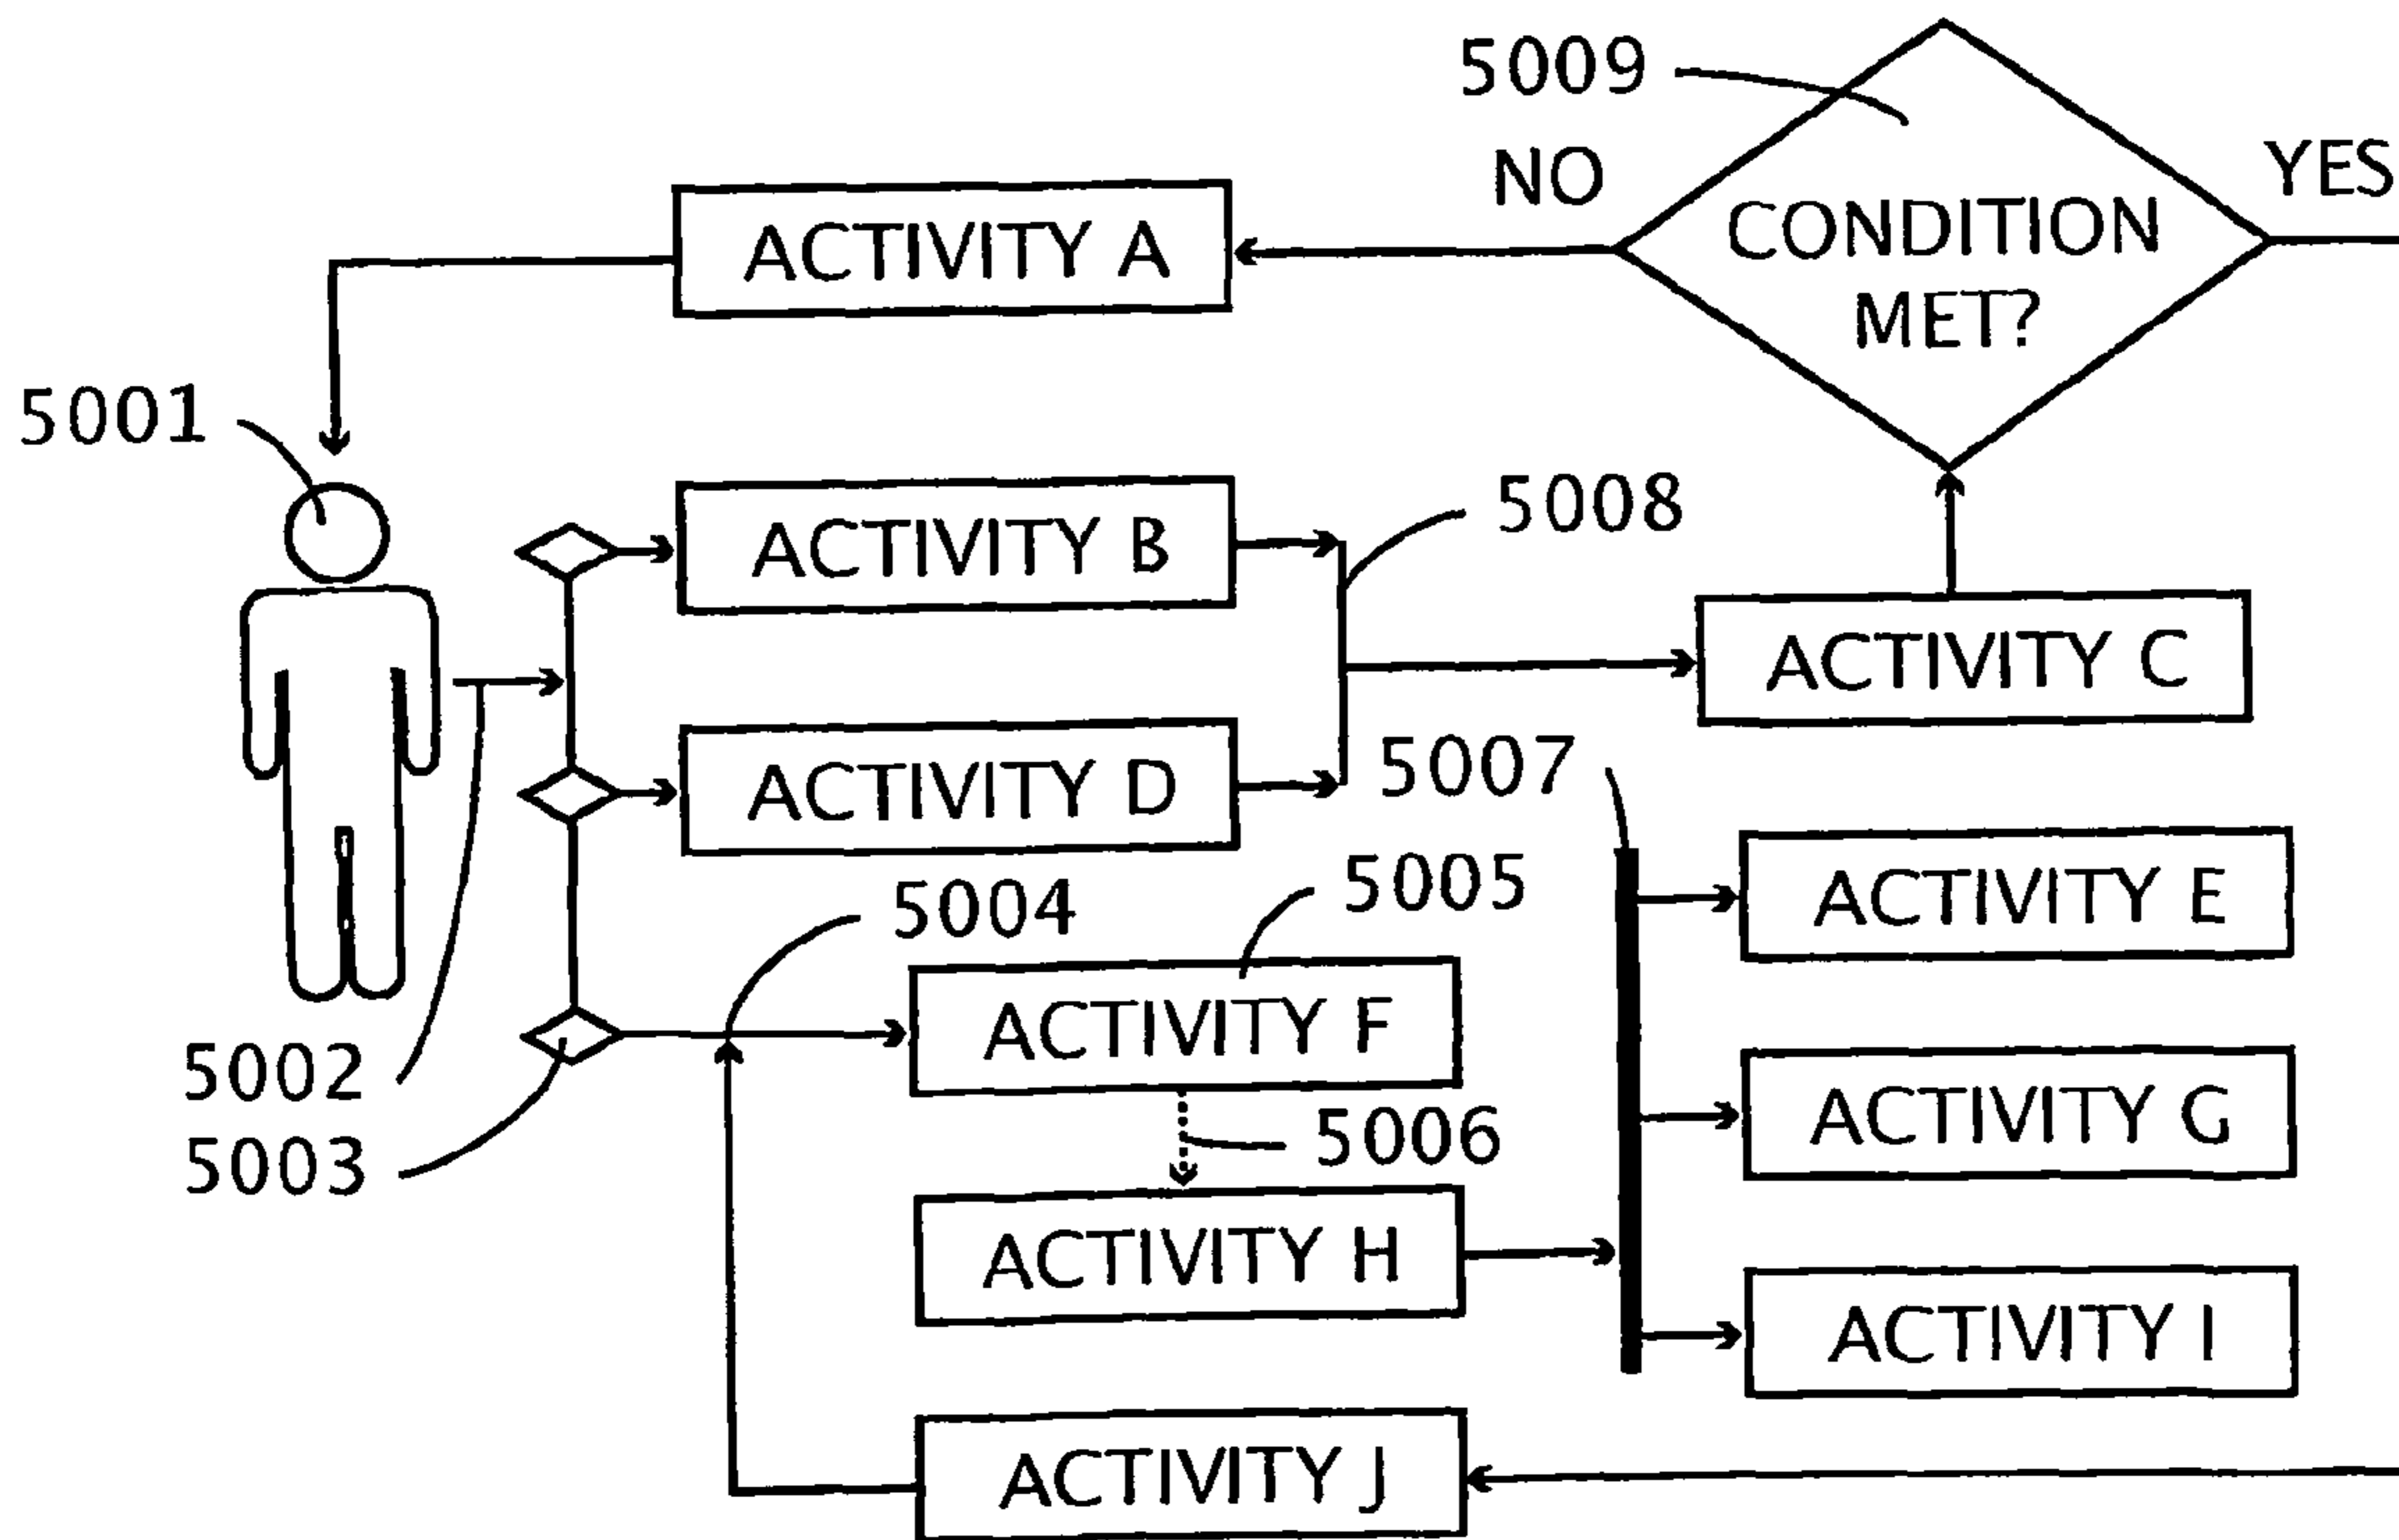 5009
NO
YES
ACTIVITY A
CONDITION
MET?
5001
ACTIVITY B
5008
ACTIVITY C
ACTIVITY D
5007
5004
5005
ACTIVITY E
ACTIVITY F
5002
5003
5006
ACTIVITY G
ACTIVITY H
ACTIVITY I
ACTIVITY J